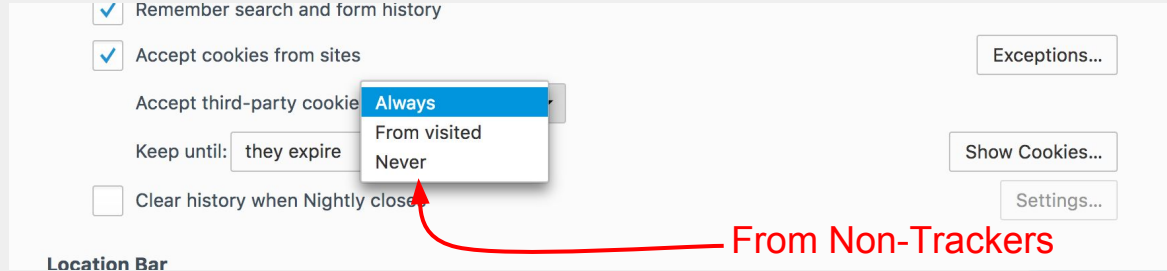 Remember search and form history
Accept cookies from sites
Exceptions...
Accept third-party cookie
Always
From visited
Never
Keep until: they expire
Show Cookies...
Clear history when Nightly closes
Settings...
From Non-Trackers
Location Bar